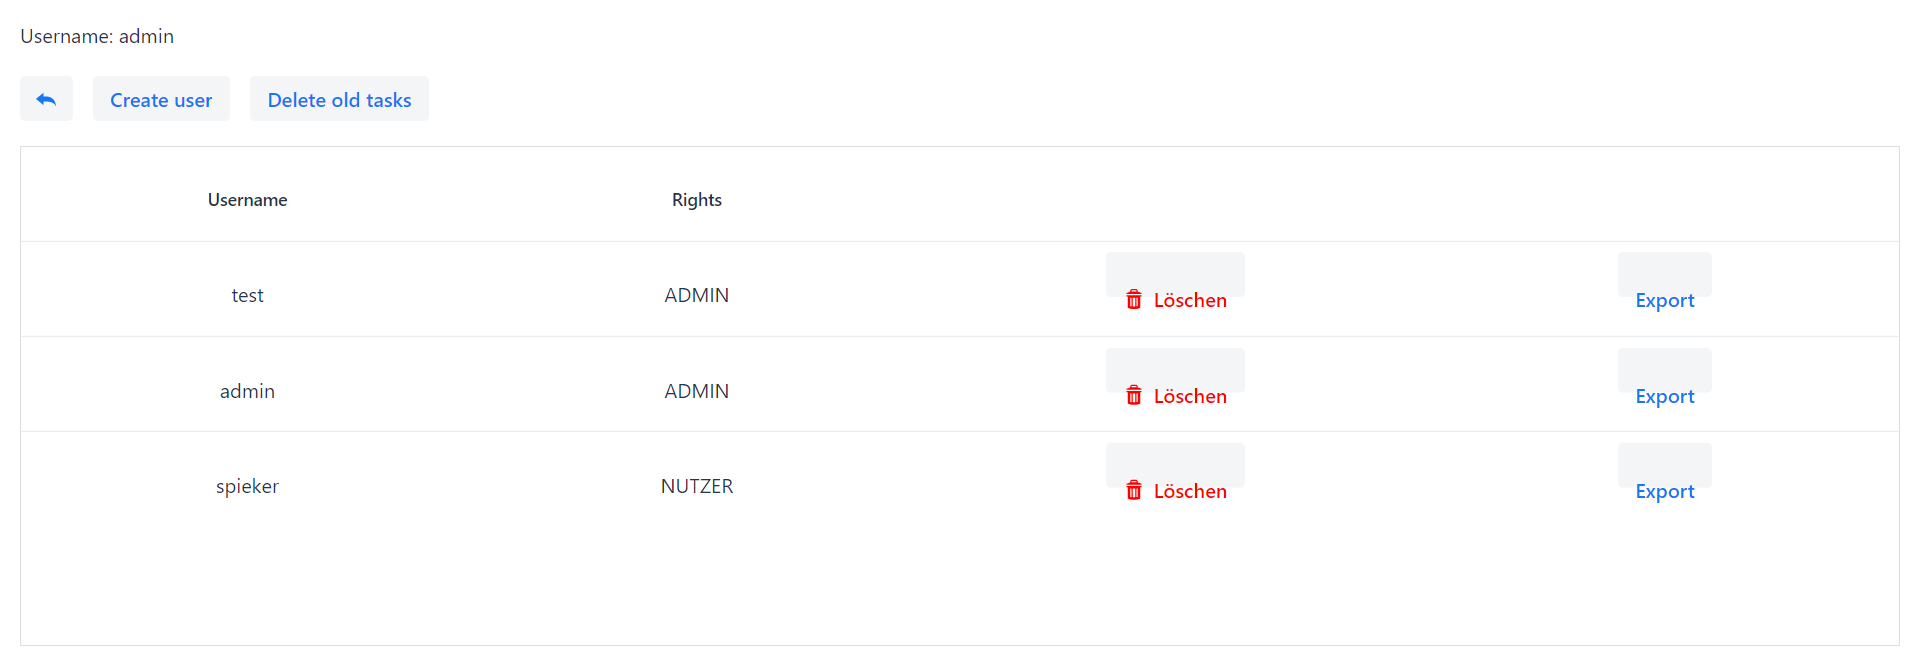 Username: admin
Create user Delete old tasks
Username Rights
test ADMIN Löschen Export
admin ADMIN Löschen Export
spieker NUTZER Löschen Export